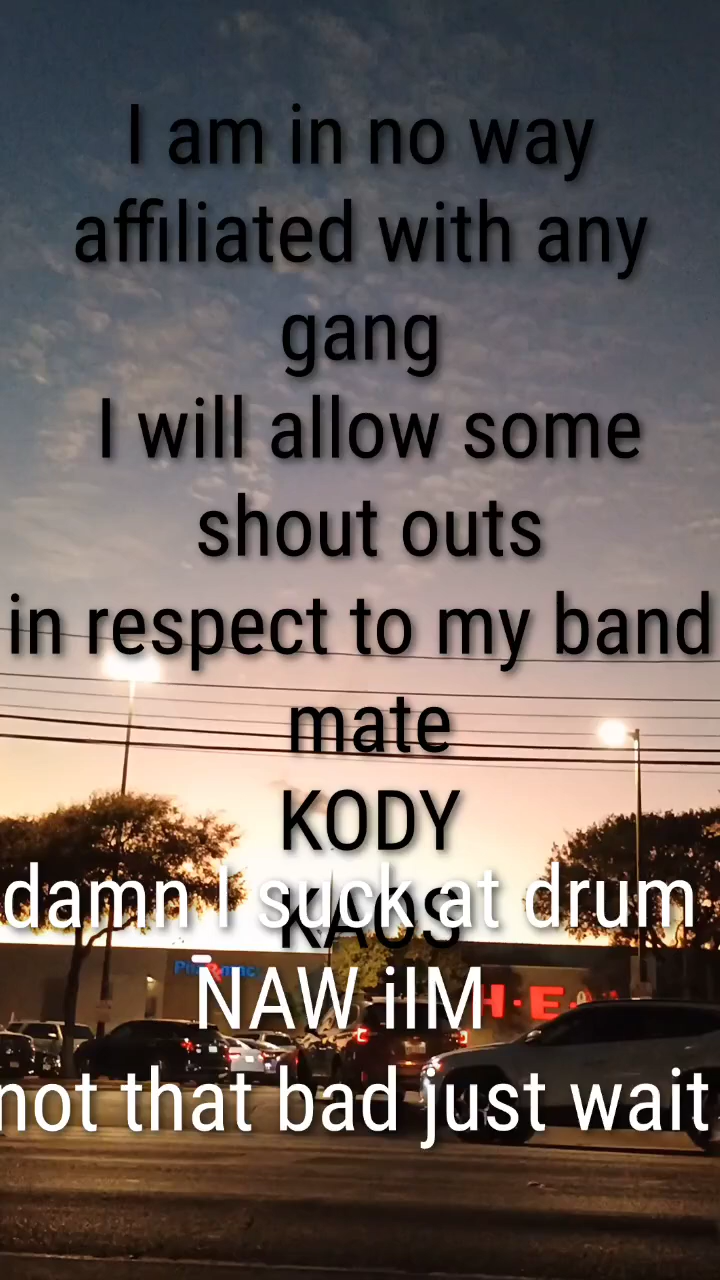 I am in no way
affiliated with any
gang
I will allow some
shout outs
in respect to my band
mate
KODY
KAOS
damn I suck at drum
NAW iIM
not that bad just wait
H-E-B